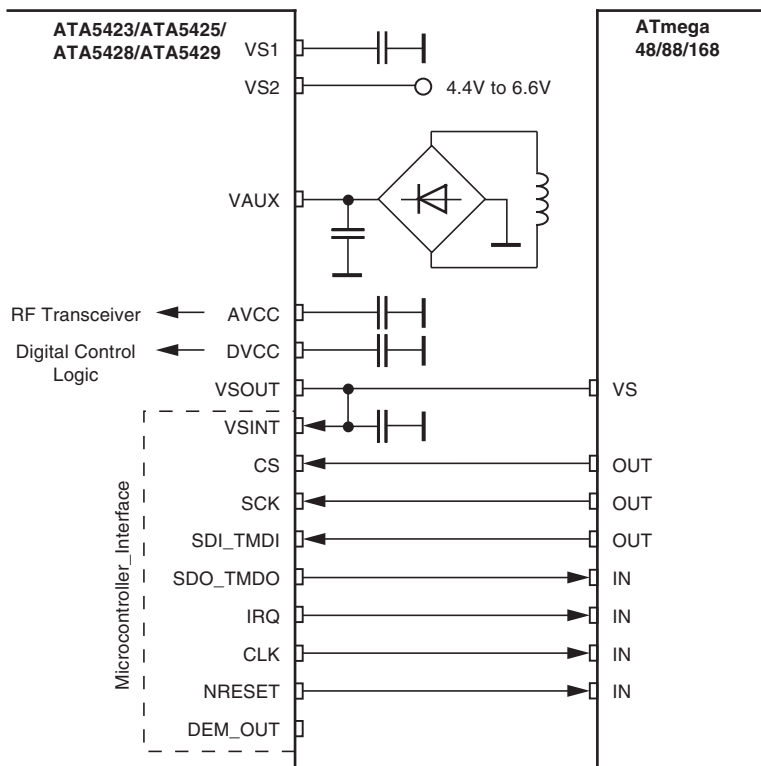 ATA5423/ATA5425/
ATA5428/ATA5429
ATmega
48/88/168
VS1
VS2
4.4V to 6.6V
VAUX
RF Transceiver
AVCC
Digital Control
Logic
DVCC
VSOUT
VS
VSINT
CS
OUT
SCK
OUT
SDI_TMDI
OUT
SDO_TMDO
IN
IRQ
IN
CLK
IN
NRESET
IN
DEM_OUT
Microcontroller_Interface